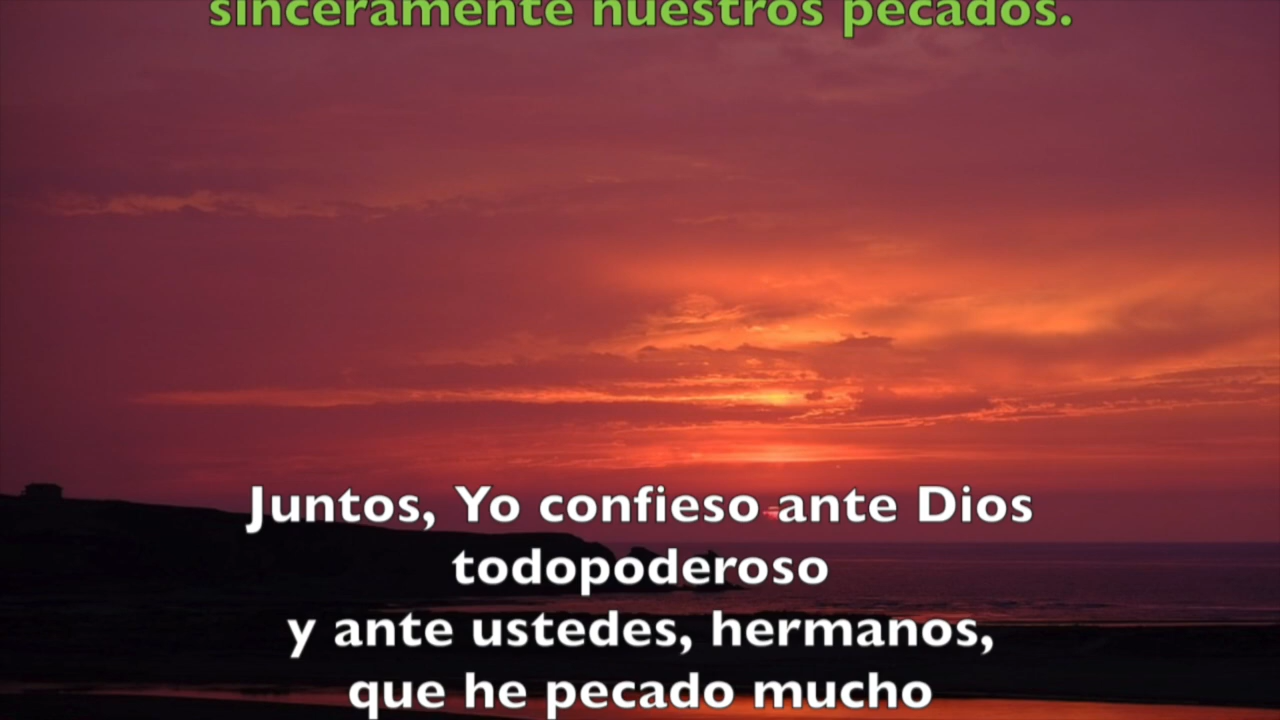 sinceramente nuestros pecados.
Juntos, Yo confieso ante Dios
todopoderoso
y ante ustedes, hermanos,
que he pecado mucho